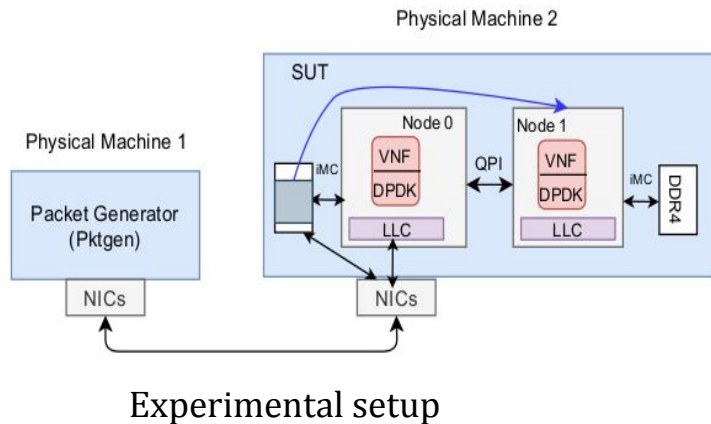 Physical Machine 2
SUT
Physical Machine 1
Packet Generator
(Pktgen)
NICs
iMC
Node 0
VNF
DPDK
LLC
QPI
Node 1
VNF
DPDK
LLC
iMC
DDR4
NICs
Experimental setup